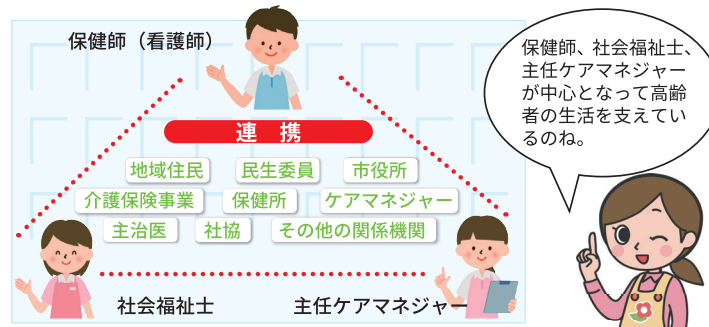 保健師（看護師）
保健師、社会福祉士、
主任ケアマネジャー
が中心となって高齢
者の生活を支えてい
るのね。
連 携
地域住民 民生委員 市役所
介護保険事業 保健所 ケアマネジャー
主治医 社協 その他の関係機関
社会福祉士 主任ケアマネジャー